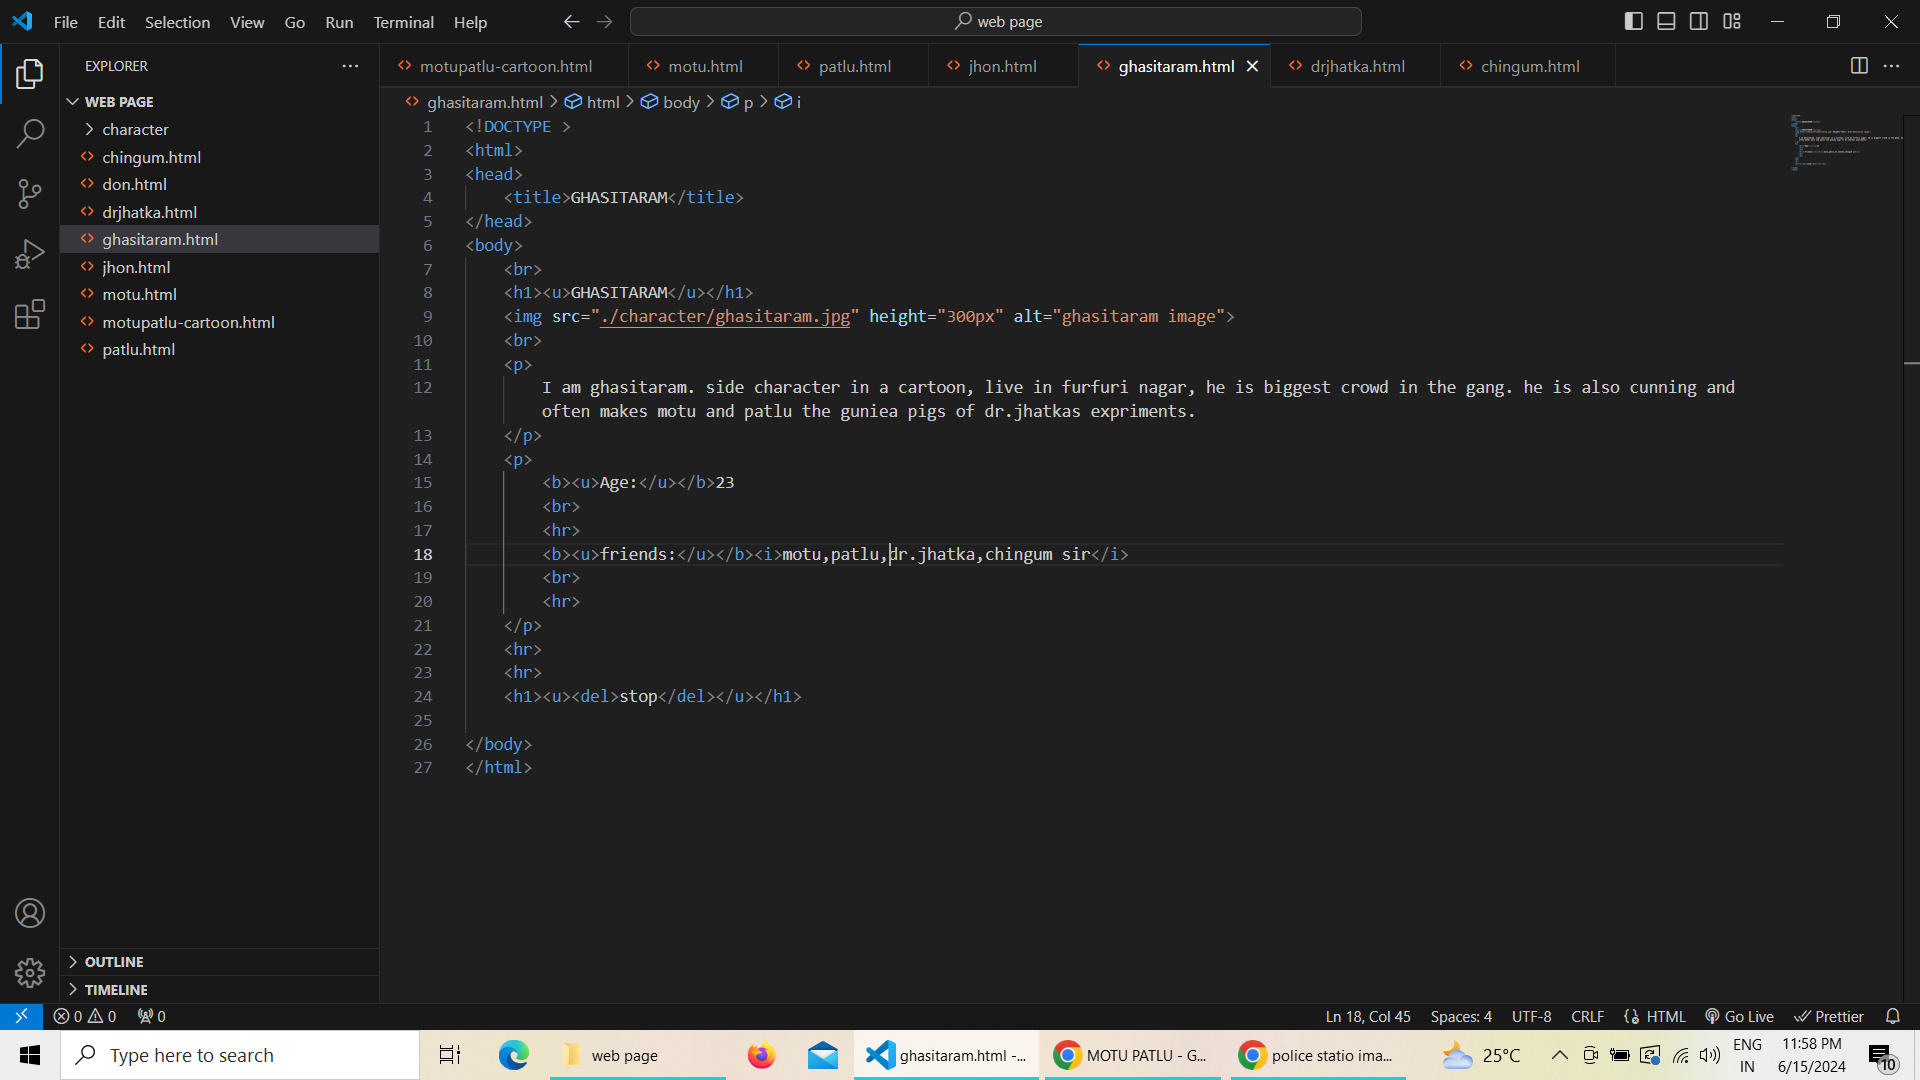 File Edit Selection View Go Run Terminal Help
web page
EXPLORER
WEB PAGE
character
chingum.html
don.html
drjhatka.html
ghasitaram.html
jhon.html
motu.html
motupatlu-cartoon.html
patlu.html
OUTLINE
TIMELINE
motupatlu-cartoon.html motu.html patlu.html jhon.html ghasitaram.html drjhatka.html chingum.html
ghasitaram.html > html > body > p > i
1 <!DOCTYPE >
2 <html>
3 <head>
4 <title>GHASITARAM</title>
5 </head>
6 <body>
7 <br>
8 <h1><u>GHASITARAM</u></h1>
9 <img src="./character/ghasitaram.jpg" height="300px" alt="ghasitaram image">
10 <br>
11 <p>
12 I am ghasitaram. side character in a cartoon, live in furfuri nagar, he is biggest crowd in the gang. he is also cunning and
often makes motu and patlu the guniea pigs of dr.jhatkas expriments.
13 </p>
14 <p>
15 <b><u>Age:</u></b>23
16 <br>
17 <hr>
18 <b><u>friends:</u></b><i>motu,patlu,dr.jhatka,chingum sir</i>
19 <br>
20 <hr>
21 </p>
22 <hr>
23 <hr>
24 <h1><u><del>stop</del></u></h1>
25
26 </body>
27 </html>
0 0 0 Ln 18, Col 45 Spaces: 4 UTF-8 CRLF HTML Go Live Prettier
Type here to search web page ghasitaram.html -... MOTU PATLU - G... police statio ima... 25°C ENG IN 11:58 PM 6/15/2024 10